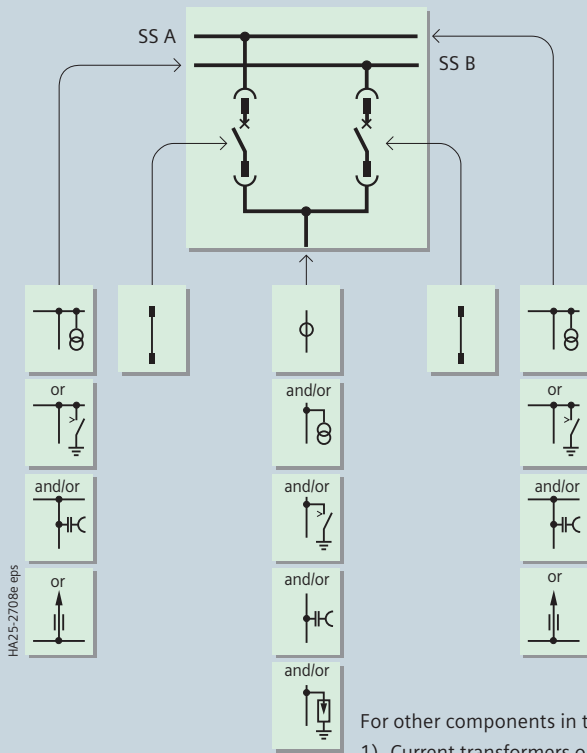 SS A
SS B
or
and/or
or
and/or
and/or
and/or
and/or
or
and/or
or
HA25-2708e eps
For other components in t
1) Current transformers o